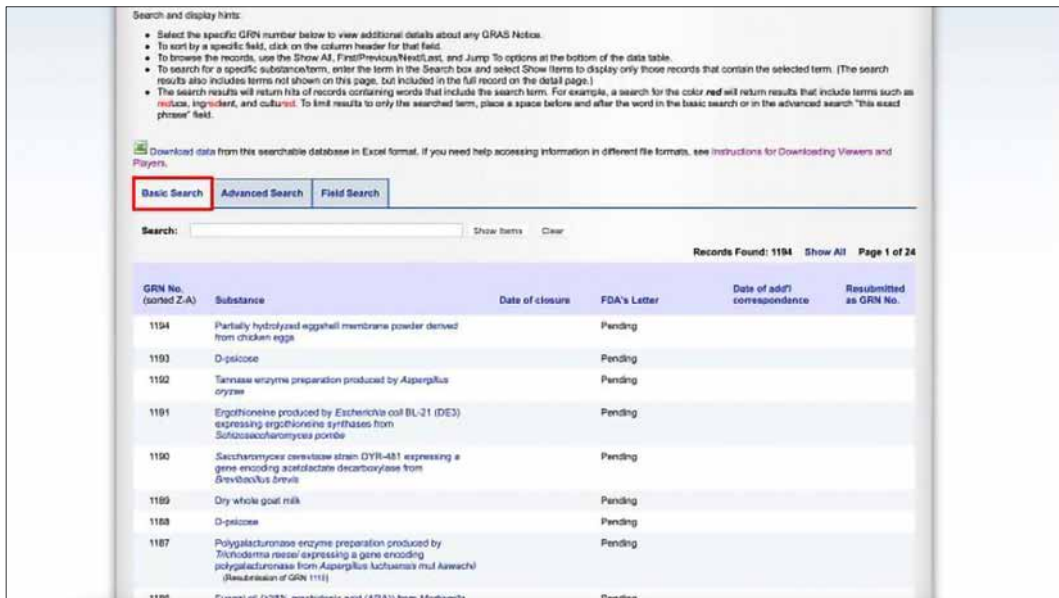 Search and display hints:
• Select the specific GRN number below to view additional details about any GRAS Notice.
• To sort by a specific field, click on the column header for that field.
• To browse the records, use the Show All, First/Previous/Next/Last, and Jump To options at the bottom of the data table.
• To search for a specific substance/term, enter the term in the Search box and select Show Items to display only those records that contain the selected term. (The search
results also includes terms not shown on this page, but included in the full record on the detail page.)
• The search results will return hits of records containing words that include the search term. For example, a search for the color red will return results that include terms such as
reduce, ingredient, and cultured. To limit results to only the searched term, place a space before and after the word in the basic search or in the advanced search "this exact
phrase" field.
Download data from this searchable database in Excel format. If you need help accessing information in different file formats, see Instructions for Downloading Viewers and
Players.
Basic Search Advanced Search Field Search
Search: Show Items Clear
Records Found: 1194 Show All Page 1 of 24
GRN No. (sorted Z-A) Substance Date of closure FDA's Letter Date of add'l correspondence Resubmitted as GRN No.
1194 Partially hydrolyzed eggshell membrane powder derived Pending
from chicken eggs
1193 D-psicose Pending
1192 Tannase enzyme preparation produced by Aspergillus Pending
oryzae
1191 Ergothioneine produced by Escherichia coli BL-21 (DE3) Pending
expressing ergothioneine synthases from
Schizosaccharomyces pombe
1190 Saccharomyces cerevisiae strain OYR-481 expressing a Pending
gene encoding acetolactate decarboxylase from
Brevibacillus brevis
1189 Dry whole goat milk Pending
1188 D-psicose Pending
1187 Polygalacturonase enzyme preparation produced by Pending
Trichoderma reesei expressing a gene encoding
polygalacturonase from Aspergillus luchuensis mut kawachii
(Resubmission of GRN 1115)